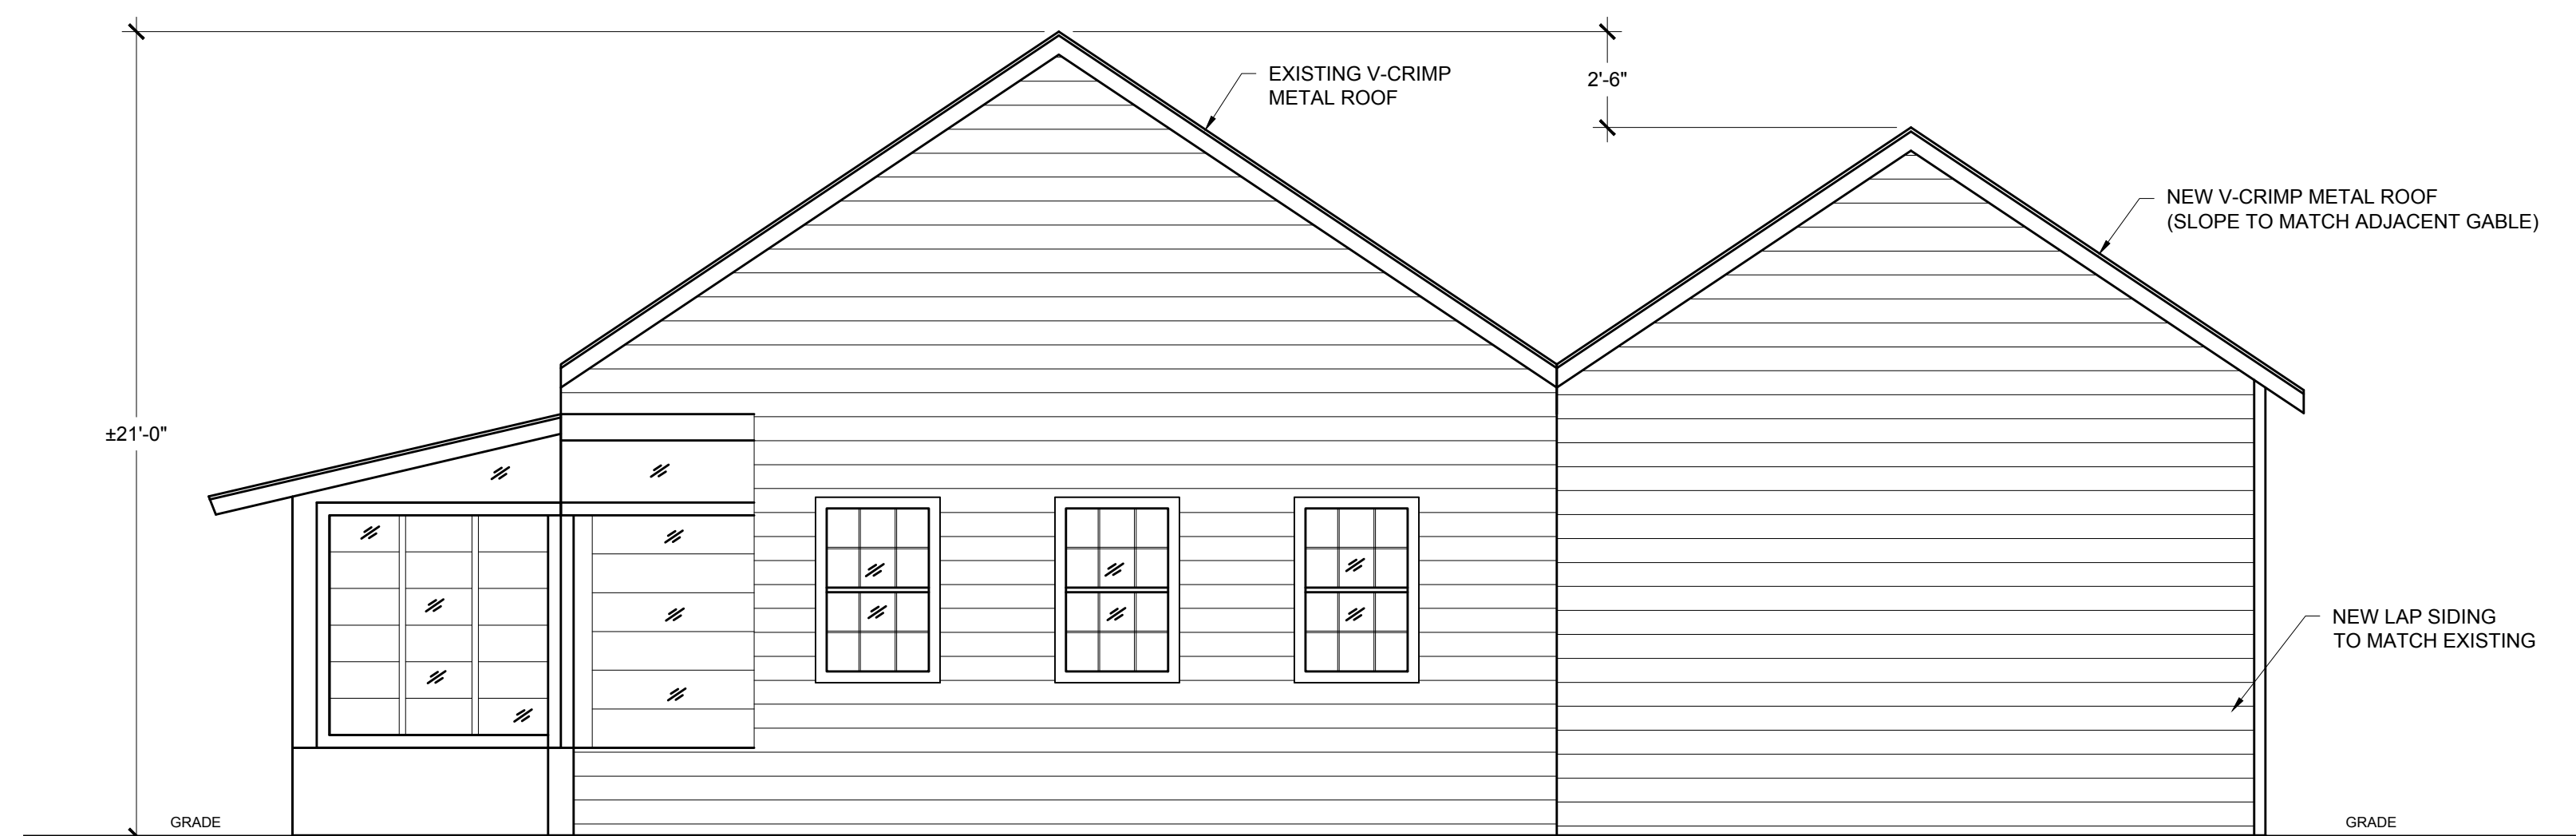 EXISTING V-CRIMP
METAL ROOF
2'-6"
NEW V-CRIMP METAL ROOF
(SLOPE TO MATCH ADJACENT GABLE)
±21'-0"
NEW LAP SIDING
TO MATCH EXISTING
GRADE
GRADE